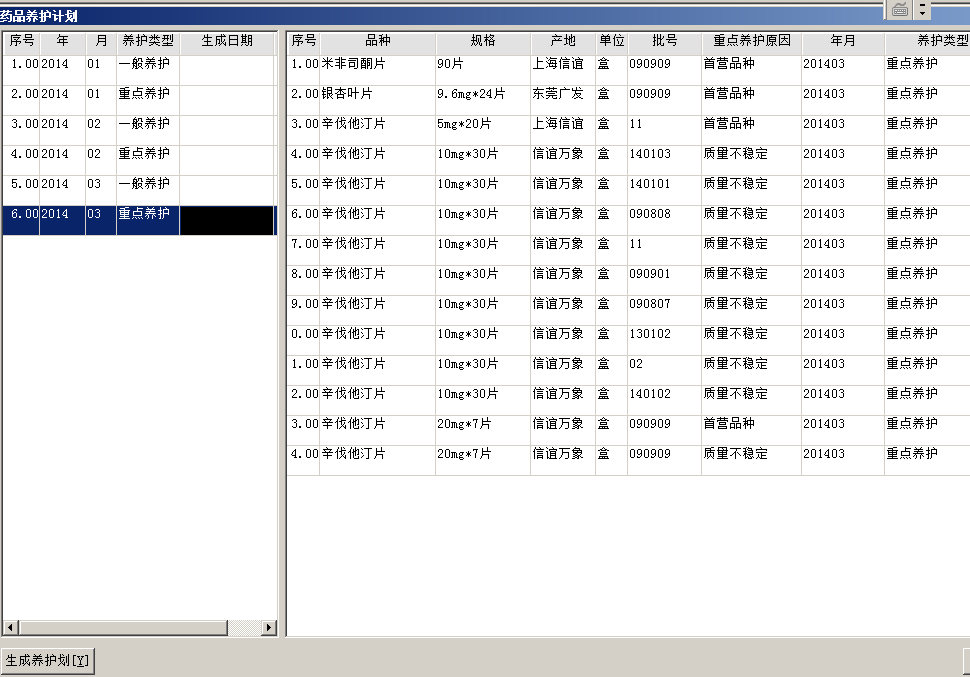 药品养护计划
序号 年 月 养护类型 生成日期
1.00 2014 01 一般养护
2.00 2014 01 重点养护
3.00 2014 02 一般养护
4.00 2014 02 重点养护
5.00 2014 03 一般养护
6.00 2014 03 重点养护
序号 品种 规格 产地 单位 批号 重点养护原因 年月 养护类型
1.00 米非司酮片 90片 上海信谊 盒 090909 首营品种 201403 重点养护
2.00 银杏叶片 9.6mg*24片 东莞广发 盒 090909 首营品种 201403 重点养护
3.00 辛伐他汀片 5mg*20片 上海信谊 盒 11 首营品种 201403 重点养护
4.00 辛伐他汀片 10mg*30片 信谊万象 盒 140103 质量不稳定 201403 重点养护
5.00 辛伐他汀片 10mg*30片 信谊万象 盒 140101 质量不稳定 201403 重点养护
6.00 辛伐他汀片 10mg*30片 信谊万象 盒 090808 质量不稳定 201403 重点养护
7.00 辛伐他汀片 10mg*30片 信谊万象 盒 11 质量不稳定 201403 重点养护
8.00 辛伐他汀片 10mg*30片 信谊万象 盒 090901 质量不稳定 201403 重点养护
9.00 辛伐他汀片 10mg*30片 信谊万象 盒 090807 质量不稳定 201403 重点养护
0.00 辛伐他汀片 10mg*30片 信谊万象 盒 130102 质量不稳定 201403 重点养护
1.00 辛伐他汀片 10mg*30片 信谊万象 盒 02 质量不稳定 201403 重点养护
2.00 辛伐他汀片 10mg*30片 信谊万象 盒 140102 质量不稳定 201403 重点养护
3.00 辛伐他汀片 20mg*7片 信谊万象 盒 090909 首营品种 201403 重点养护
4.00 辛伐他汀片 20mg*7片 信谊万象 盒 090909 质量不稳定 201403 重点养护
生成养护划[Y]